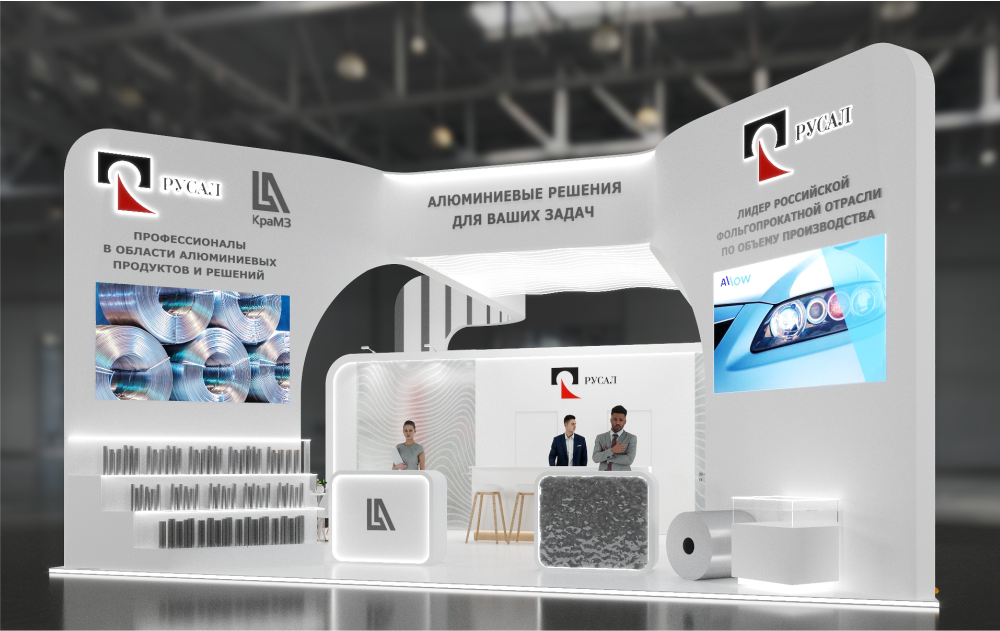 РУСАЛ
КраМЗ
ПРОФЕССИОНАЛЫ
В ОБЛАСТИ АЛЮМИНИЕВЫХ
ПРОДУКТОВ И РЕШЕНИЙ
АЛЮМИНИЕВЫЕ РЕШЕНИЯ
ДЛЯ ВАШИХ ЗАДАЧ
РУСАЛ
ЛИДЕР РОССИЙСКОЙ
ФОЛЬГОПРОКАТНОЙ ОТРАСЛИ
ПО ОБЪЕМУ ПРОИЗВОДСТВА
Allow
РУСАЛ